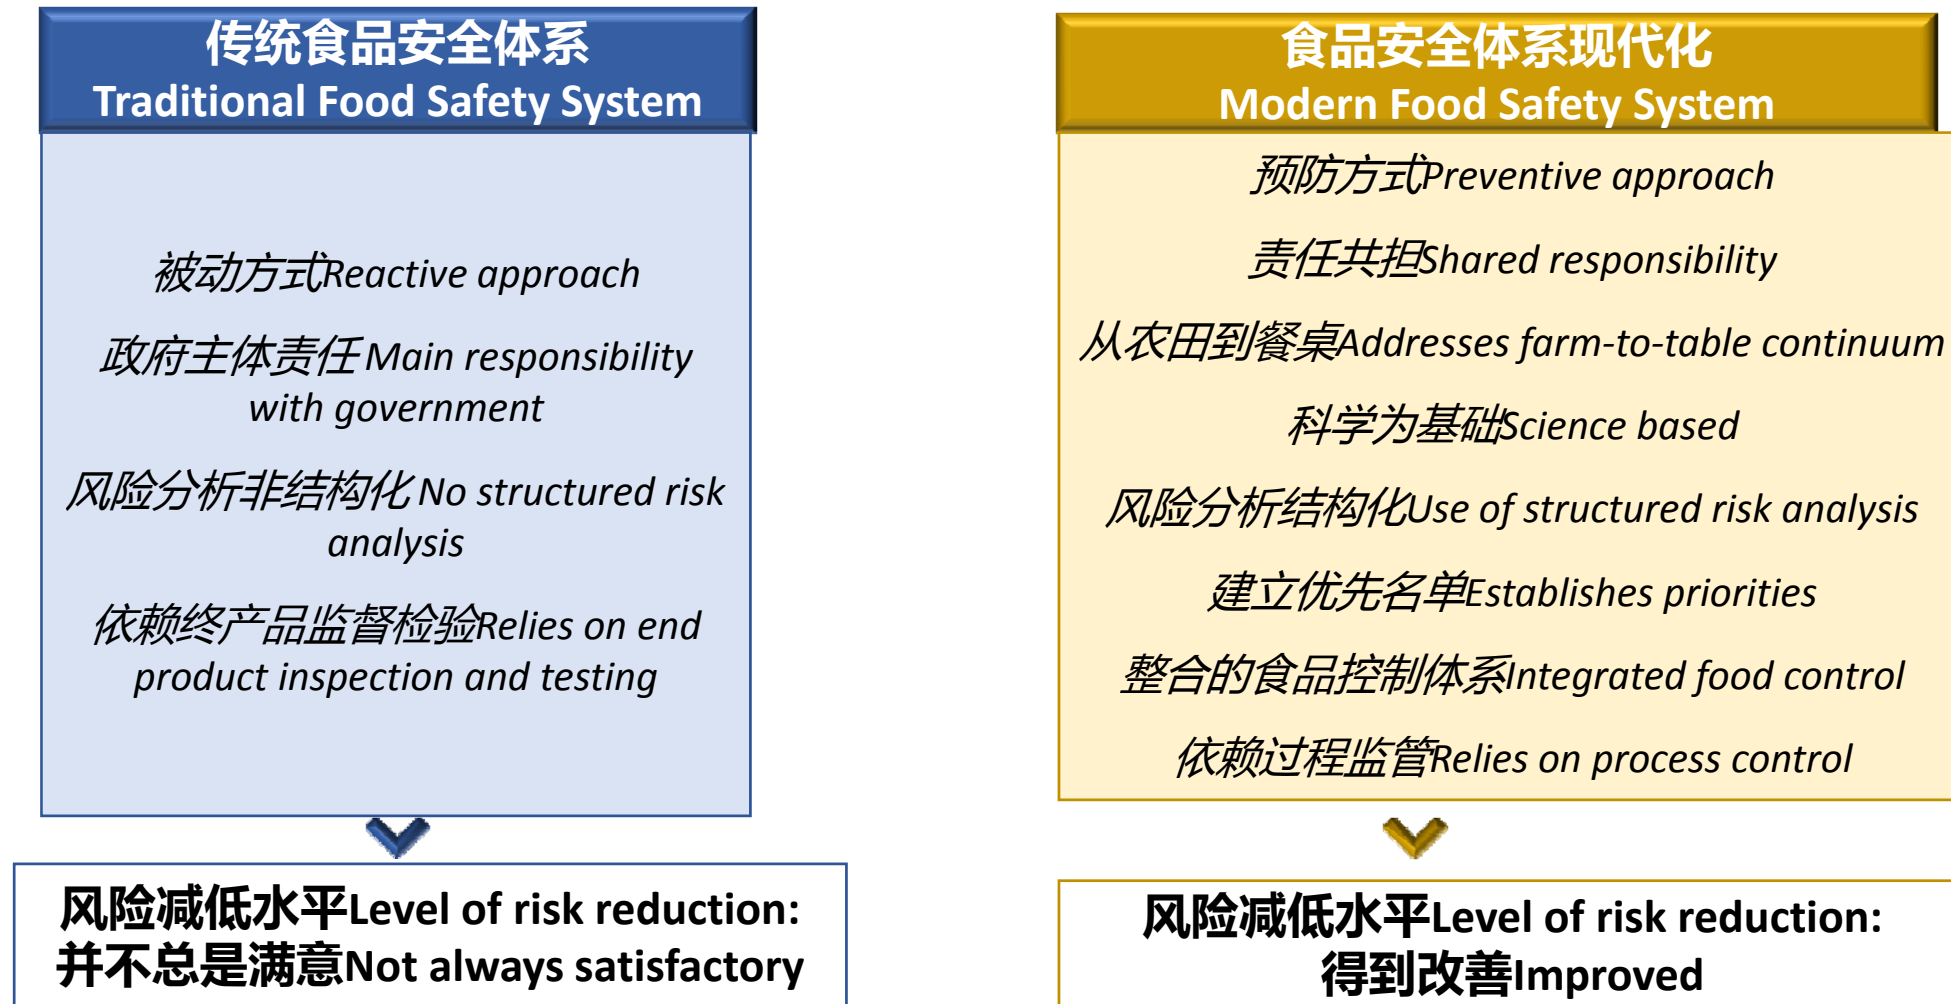 传统食品安全体系
Traditional Food Safety System
被动方式Reactive approach
政府主体责任 Main responsibility
with government
风险分析非结构化 No structured risk
analysis
依赖终产品监督检验Relies on end
product inspection and testing
风险减低水平Level of risk reduction:
并不总是满意Not always satisfactory
食品安全体系现代化
Modern Food Safety System
预防方式Preventive approach
责任共担Shared responsibility
从农田到餐桌Addresses farm-to-table continuum
科学为基础Science based
风险分析结构化Use of structured risk analysis
建立优先名单Establishes priorities
整合的食品控制体系Integrated food control
依赖过程监管Relies on process control
风险减低水平Level of risk reduction:
得到改善Improved